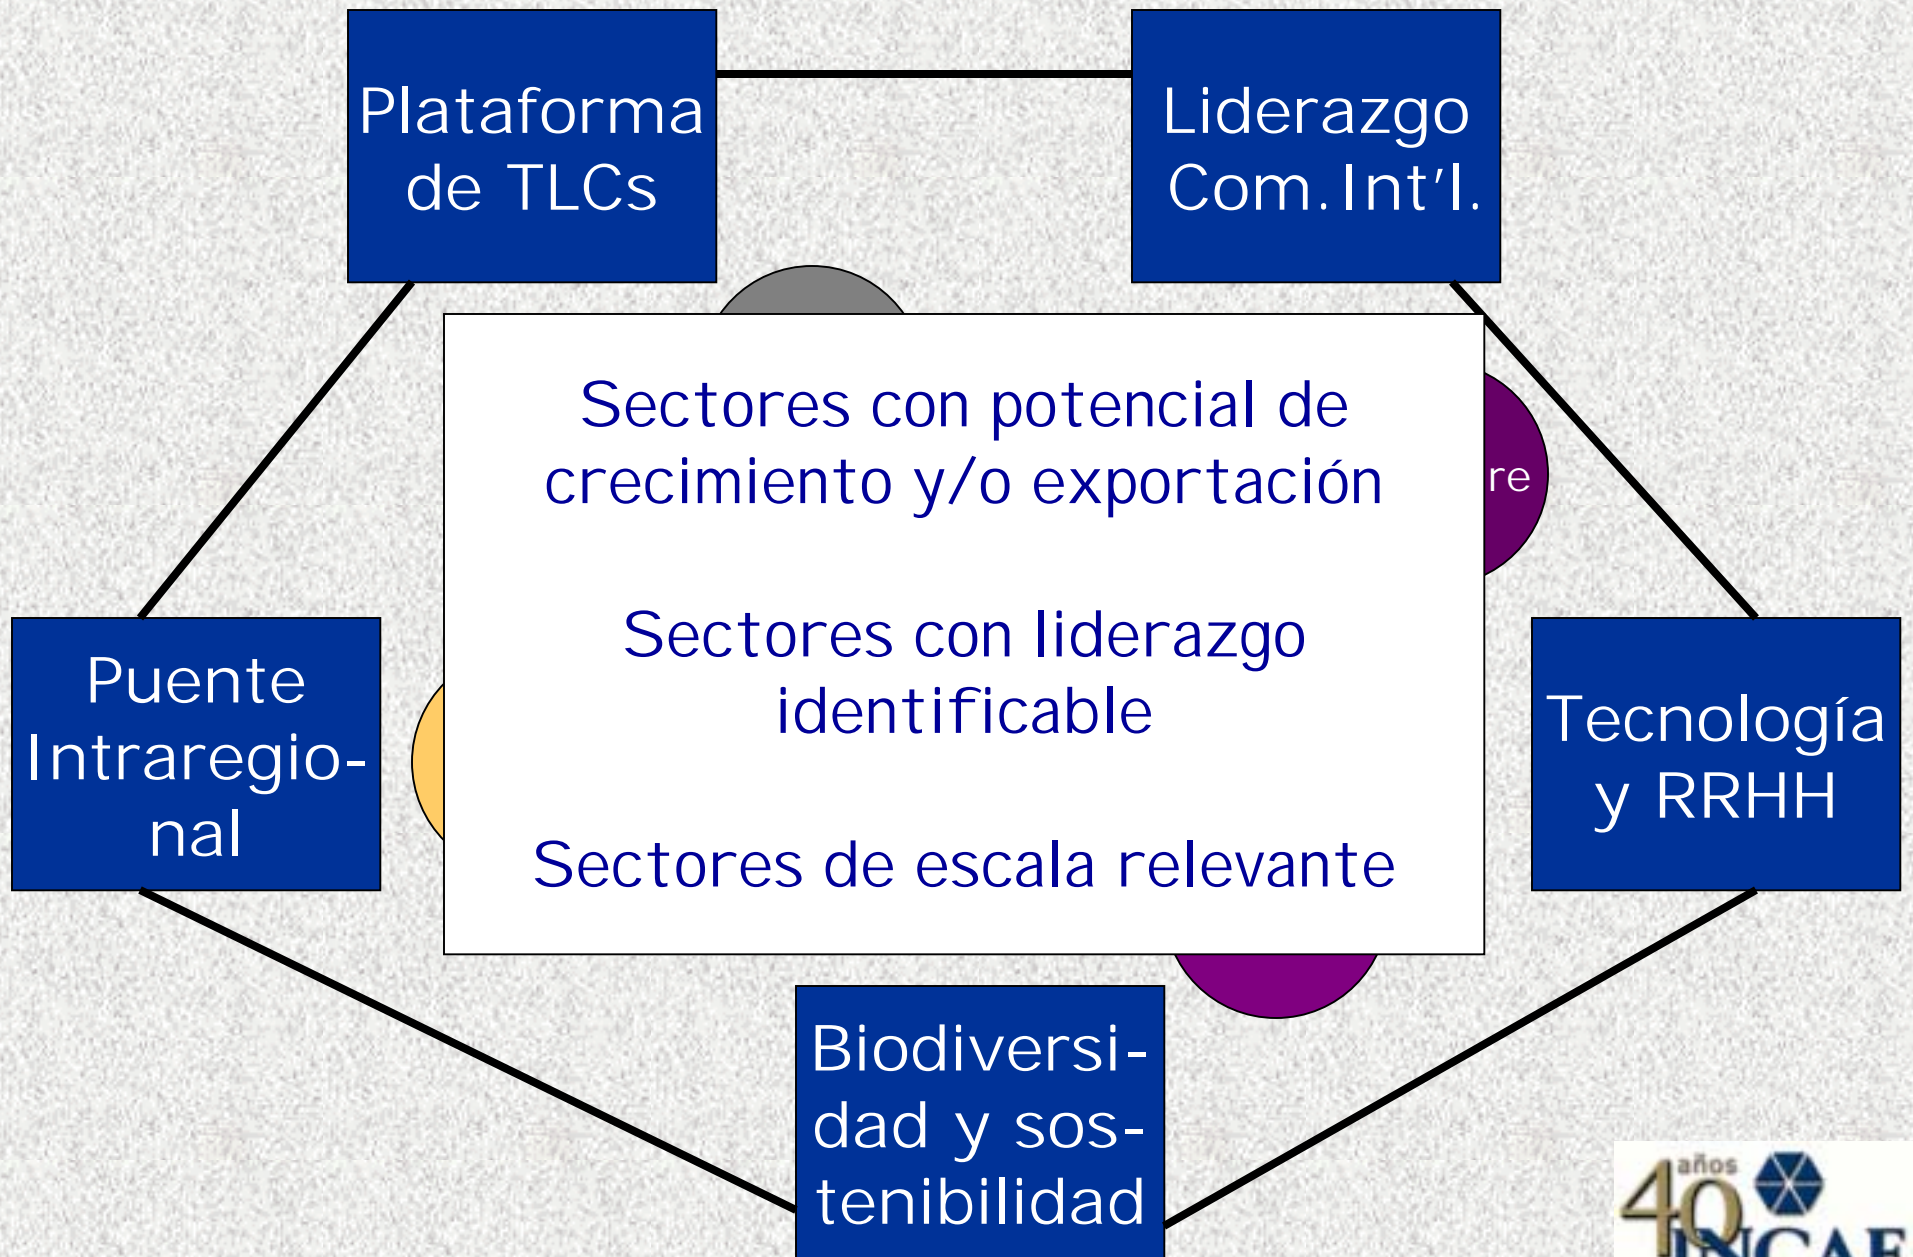 Plataforma
de TLCs
Liderazgo
Com.Int'l.
Sectores con potencial de
crecimiento y/o exportación
re
Sectores con liderazgo
identificable
Sectores de escala relevante
Puente
Intraregio-
nal
Tecnología
y RRHH
Biodiversi-
dad y sos-
tenibilidad
40 años
INCAE